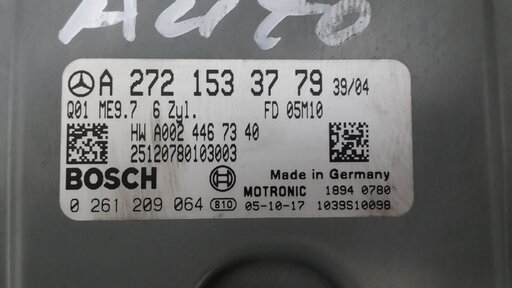 A 272 153 37 79 39/04
Q01 ME9.7 6 Zyl. FD 05M10
HW A002 446 73 40
25120780103003
BOSCH
Made in Germany
MOTRONIC 1894 0780
0 261 209 064 810 05-10-17 1039S10098